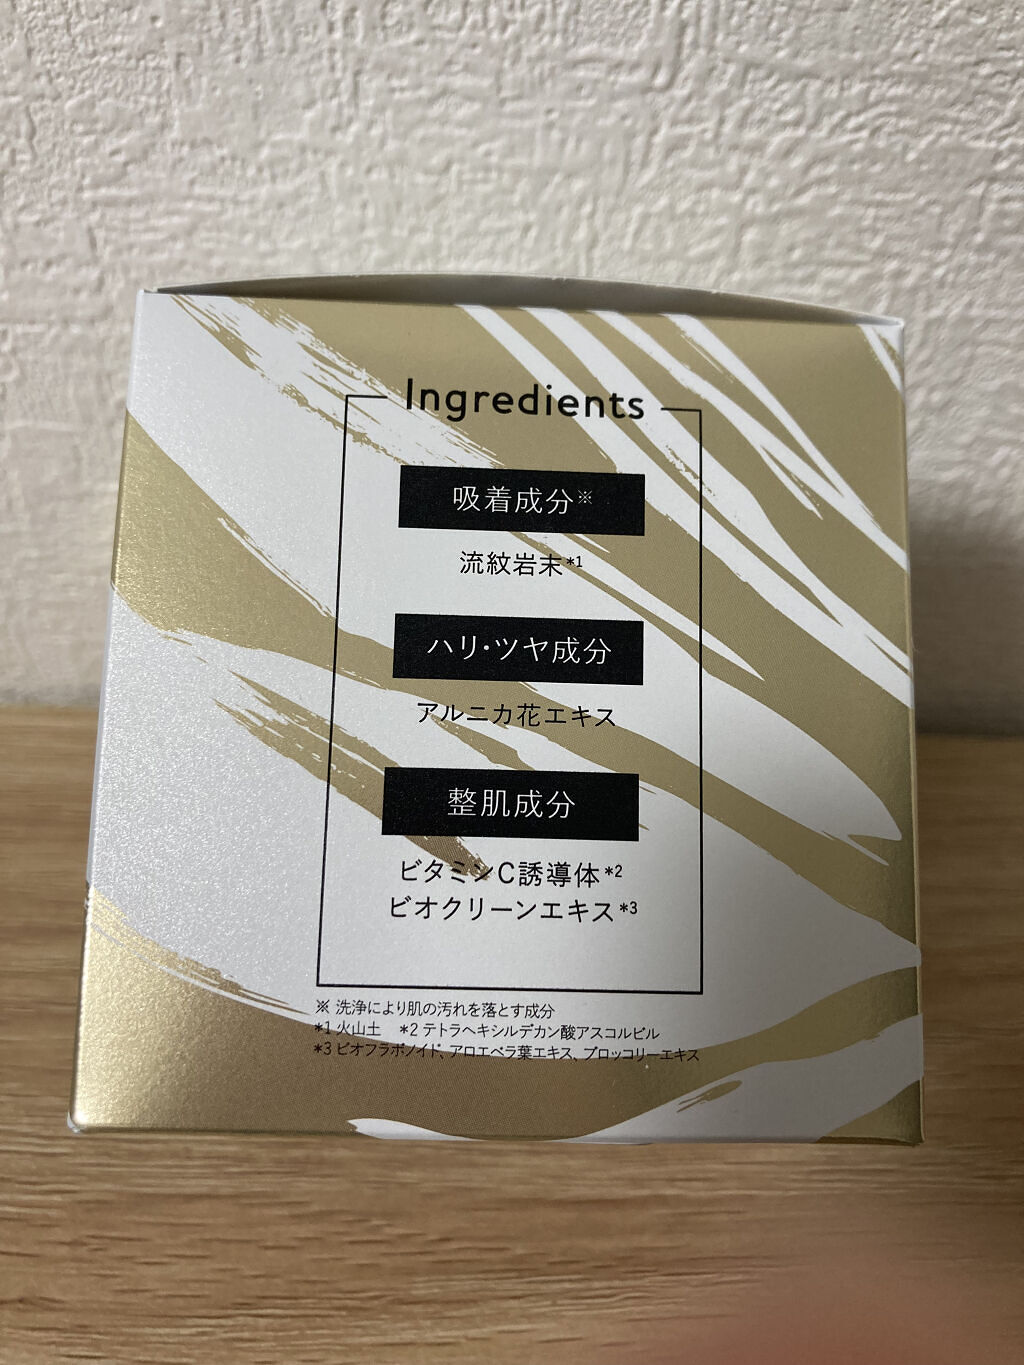 Ingredients
吸着成分※
流紋岩末*1
ハリ・ツヤ成分
アルニカ花エキス
整肌成分
ビタミンC誘導体*2
ビオクリーンエキス*3
※ 洗浄により肌の汚れを落とす成分
*1 火山土 *2 テトラヘキシルデカン酸アスコルビル
*3 ビオフラボノイド、アロエベラ葉エキス、ブロッコリーエキス